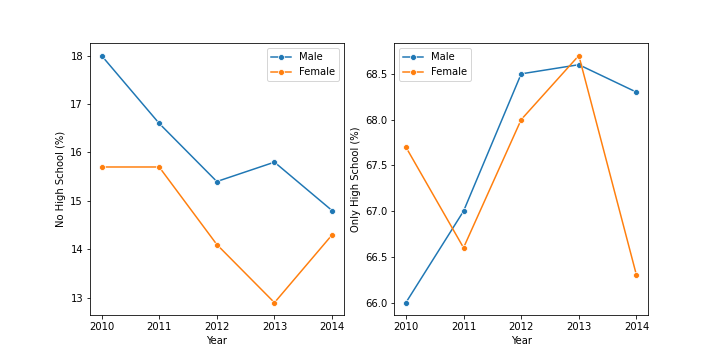 No High School (%)
18
17
16
15
14
13
2010 2011 2012 2013 2014
Year
Male
Female
Only High School (%)
68.5
68.0
67.5
67.0
66.5
66.0
2010 2011 2012 2013 2014
Year
Male
Female